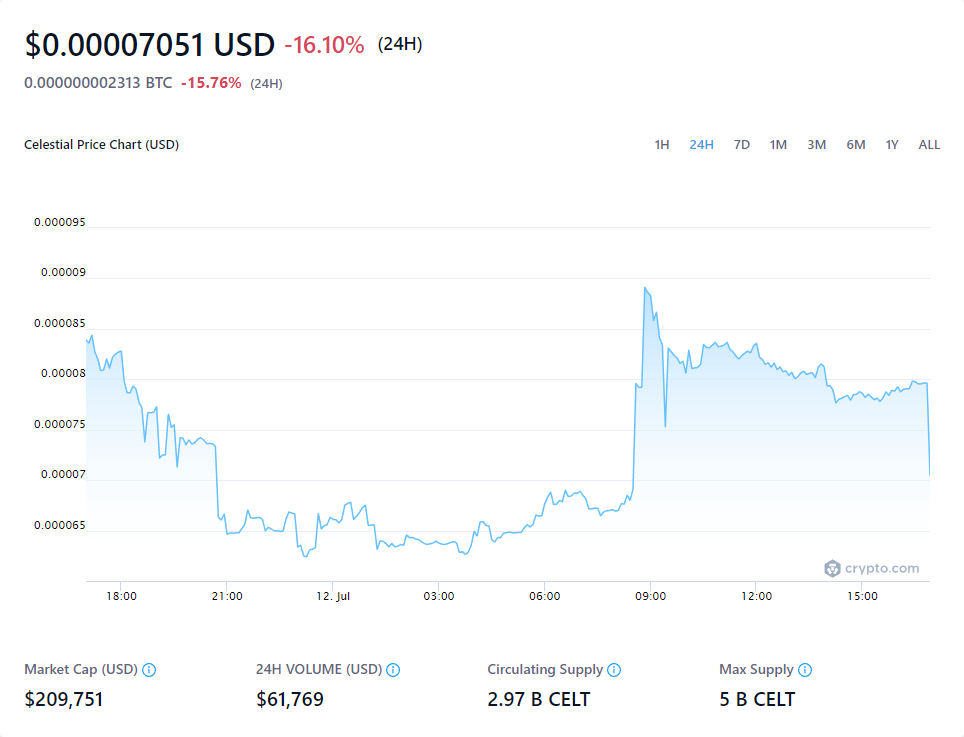 $0.00007051 USD -16.10% (24H)
0.000000002313 BTC -15.76% (24H)
Celestial Price Chart (USD) 1H 24H 7D 1M 3M 6M 1Y ALL
0.000095
0.00009
0.000085
0.00008
0.000075
0.00007
0.000065
crypto.com
18:00 21:00 12. Jul 03:00 06:00 09:00 12:00 15:00
Market Cap (USD) 24H VOLUME (USD) Circulating Supply Max Supply
$209,751 $61,769 2.97 B CELT 5 B CELT